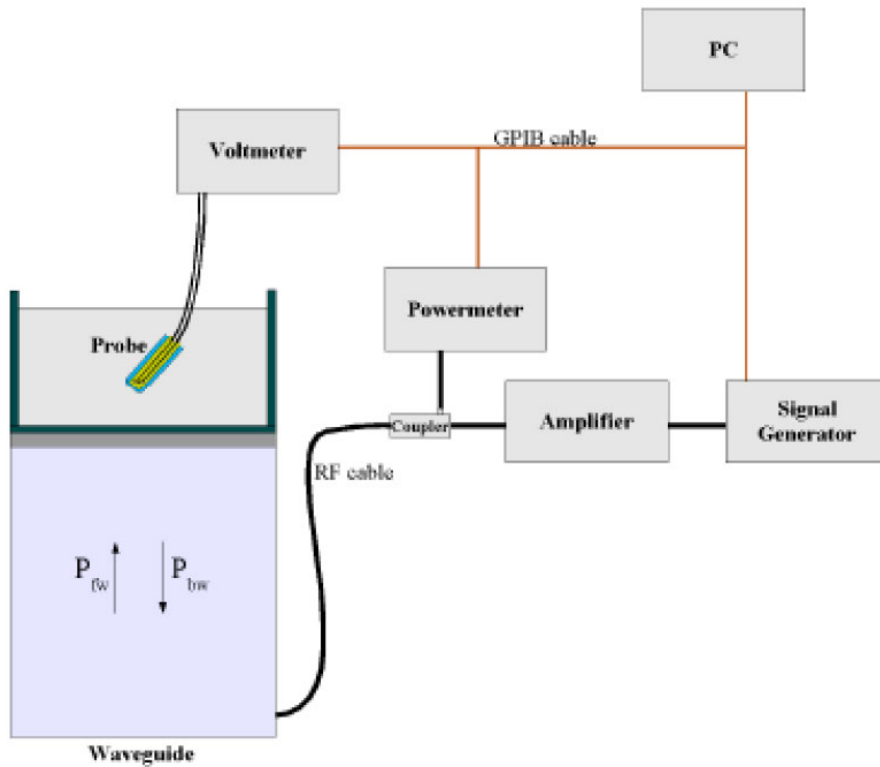 PC
Voltmeter
GPIB cable
Powermeter
Probe
Coupler
Amplifier
Signal
Generator
RF cable
P fw
P bw
Waveguide